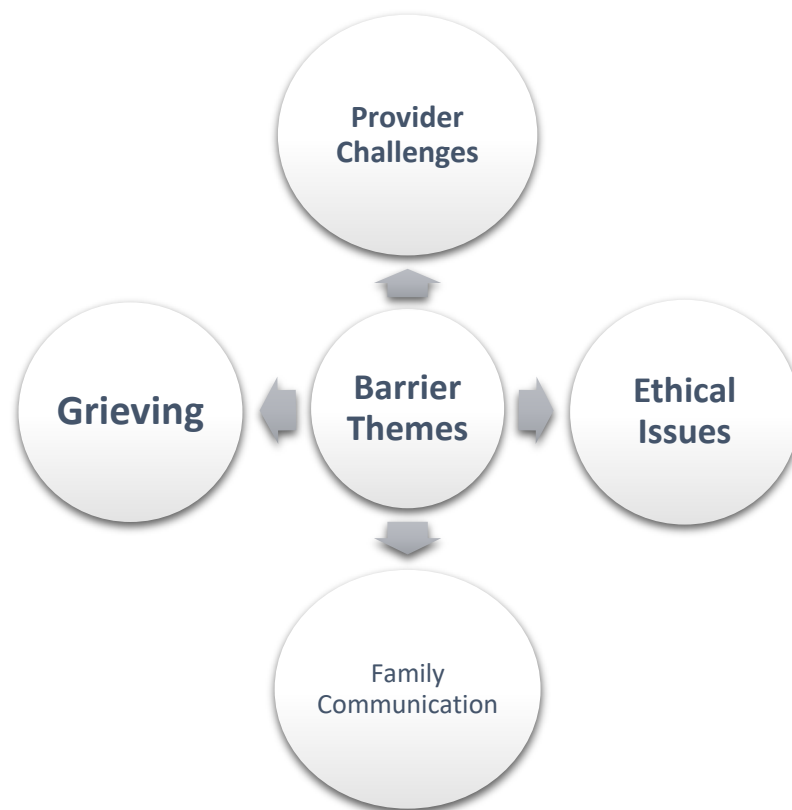 Provider
Challenges
Grieving
Barrier
Themes
Ethical
Issues
Family
Communication